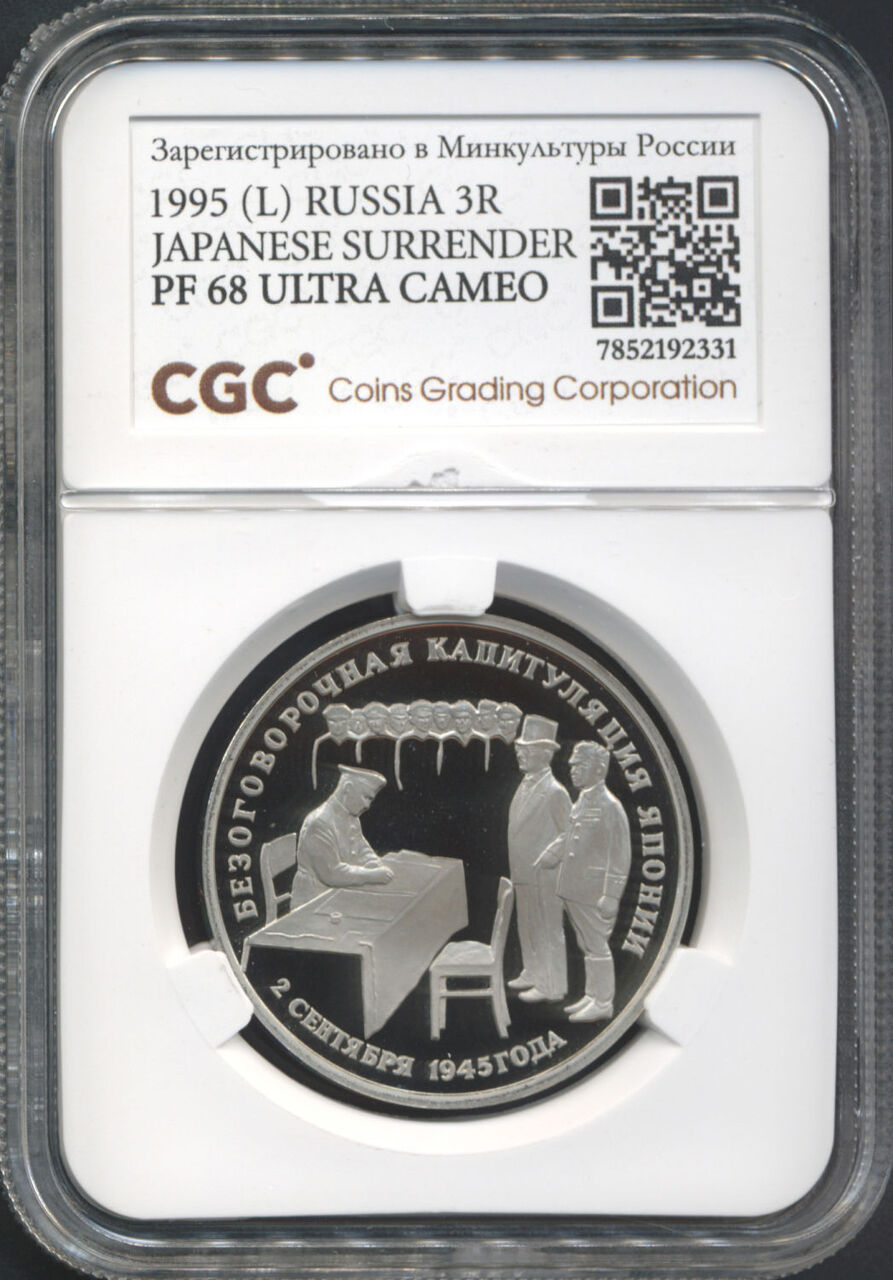 Зарегистрировано в Минкультуры России
1995 (L) RUSSIA 3R
JAPANESE SURRENDER
PF 68 ULTRA CAMEO
7852192331
CGC Coins Grading Corporation
БЕЗОГОВОРОЧНАЯ КАПИТУЛЯЦИЯ ЯПОНИИ
2 СЕНТЯБРЯ 1945 ГОДА